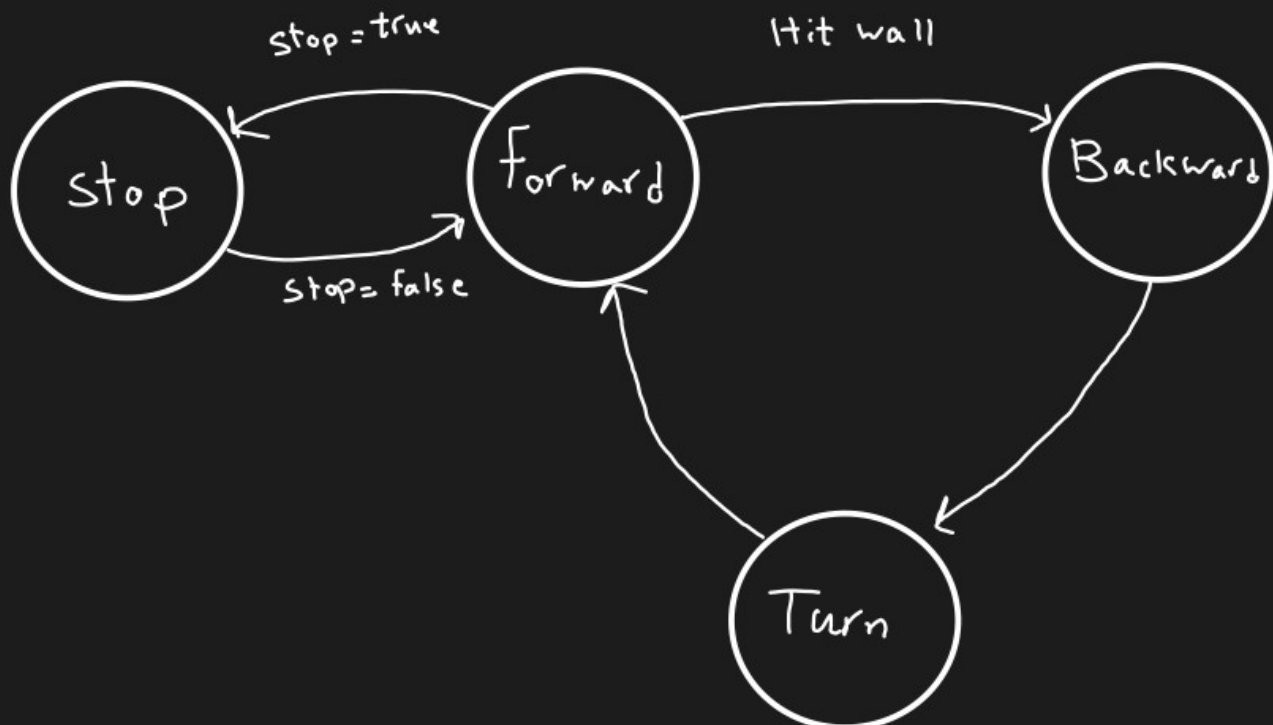 stop = true
Hit wall
stop
forward
Backward
stop = false
Turn